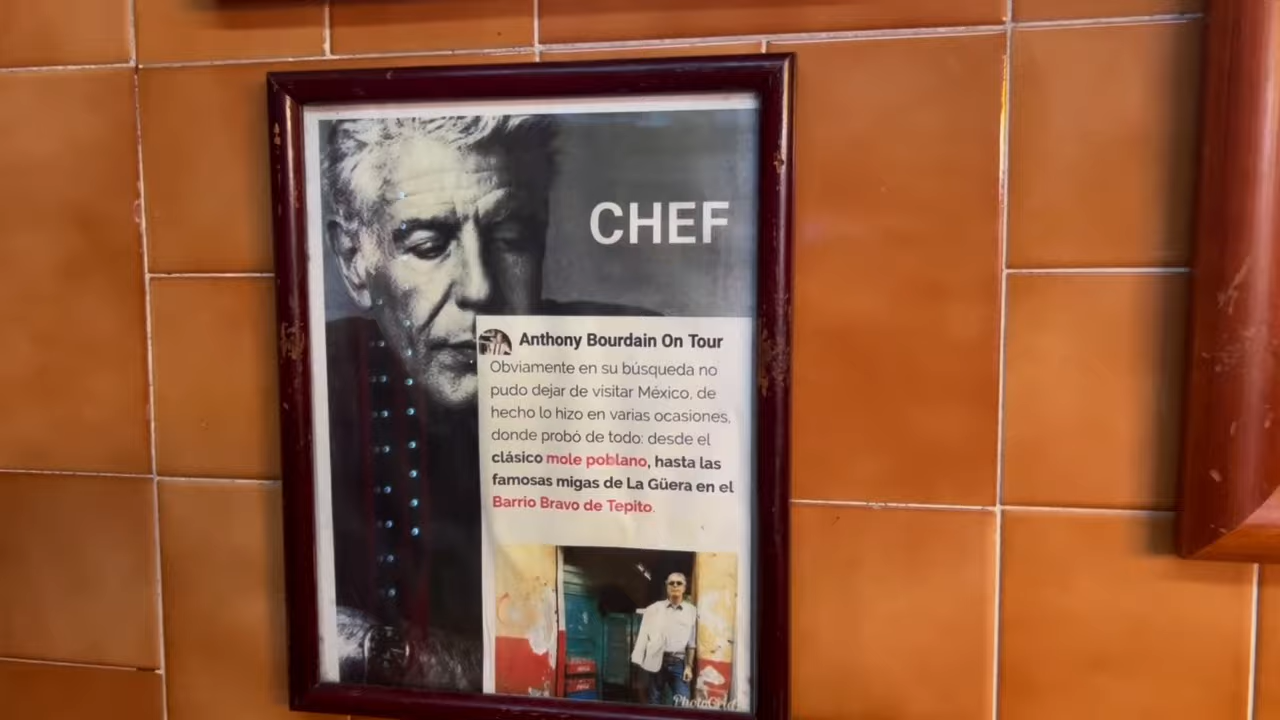 CHEF
Anthony Bourdain On Tour
Obviamente en su búsqueda no
pudo dejar de visitar México, de
hecho lo hizo en varias ocasiones,
donde probó de todo: desde el
clásico mole poblano, hasta las
famosas migas de La Güera en el
Barrio Bravo de Tepito.
PhotoGrid